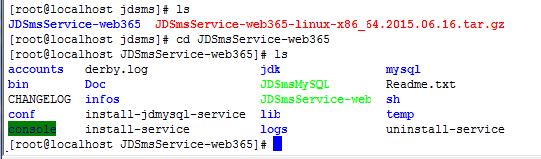 [root@localhost jdsms]# ls
JDSmsService-web365 JDSmsService-web365-linux-x86_64.2015.06.16.tar.gz
[root@localhost jdsms]# cd JDSmsService-web365
[root@localhost JDSmsService-web365]# ls
accounts derby.log jdk mysql
bin Doc JDSmsMySQL Readme.txt
CHANGELOG infos JDSmsService-web sh
conf install-jdmysql-service lib temp
console install-service logs uninstall-service
[root@localhost JDSmsService-web365]#